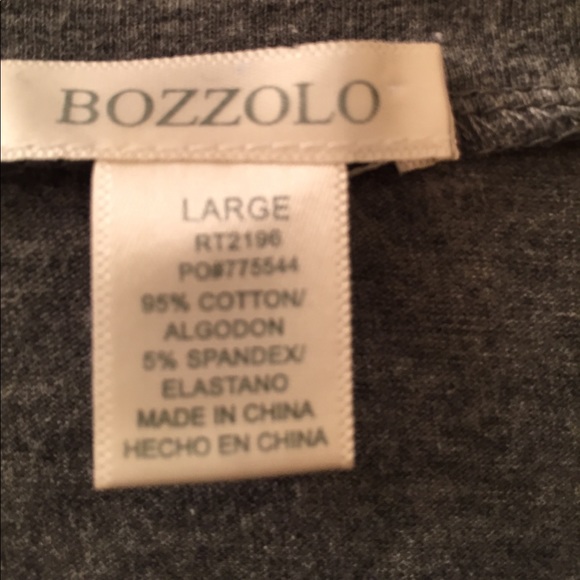 BOZZOLO
LARGE
RT2196
PO#775544
95% COTTON/
ALGODON
5% SPANDEX/
ELASTANO
MADE IN CHINA
HECHO EN CHINA